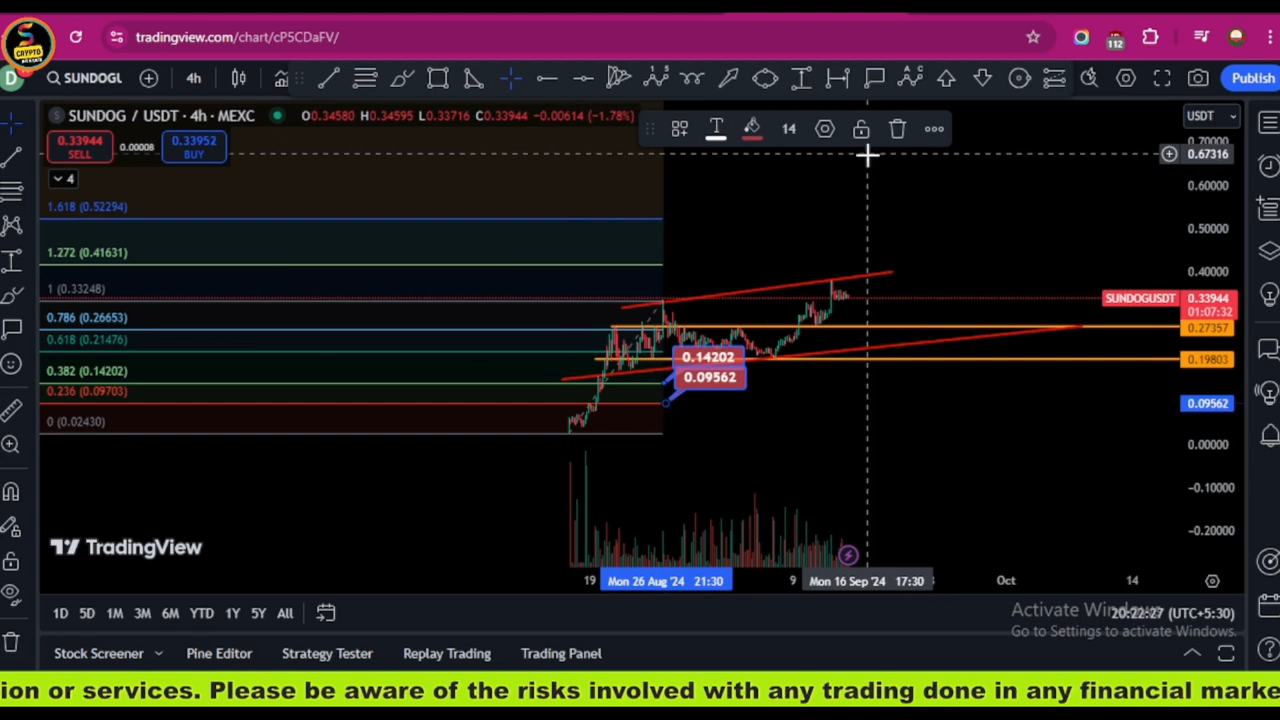 CRYPTO
tradingview.com/chart/cP5CDaFV/
112
D
SUNDOGU
4h
14
Publish
SUNDOG / USDT · 4h · MEXC
O0.34580 H0.34595 L0.33716 C0.33944 −0.00614 (−1.78%)
USDT
0.33944
SELL
0.00008
0.33952
BUY
4
0.70000
0.67316
0.60000
0.50000
0.40000
SUNDOGUSDT
0.33944
01:07:32
0.27357
0.19803
0.09562
0.00000
−0.10000
−0.20000
1.618 (0.52294)
1.272 (0.41631)
1 (0.33248)
0.786 (0.26653)
0.618 (0.21476)
0.382 (0.14202)
0.236 (0.09703)
0 (0.02430)
0.14202
0.09562
TradingView
19
Mon 26 Aug '24 21:30
9
Mon 16 Sep '24 17:30
Oct
14
1D 5D 1M 3M 6M YTD 1Y 5Y All
Activate Windows
20:22:27 (UTC+5:30)
Go to Settings to activate Windows.
Stock Screener
Pine Editor
Strategy Tester
Replay Trading
Trading Panel
ion or services. Please be aware of the risks involved with any trading done in any financial marke